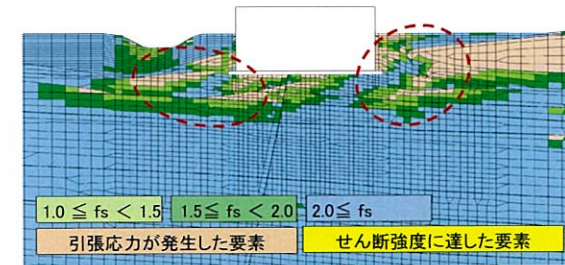 1.0 ≦ fs < 1.5
1.5≦ fs < 2.0
2.0≦ fs
引張応力が発生した要素
せん断強度に達した要素